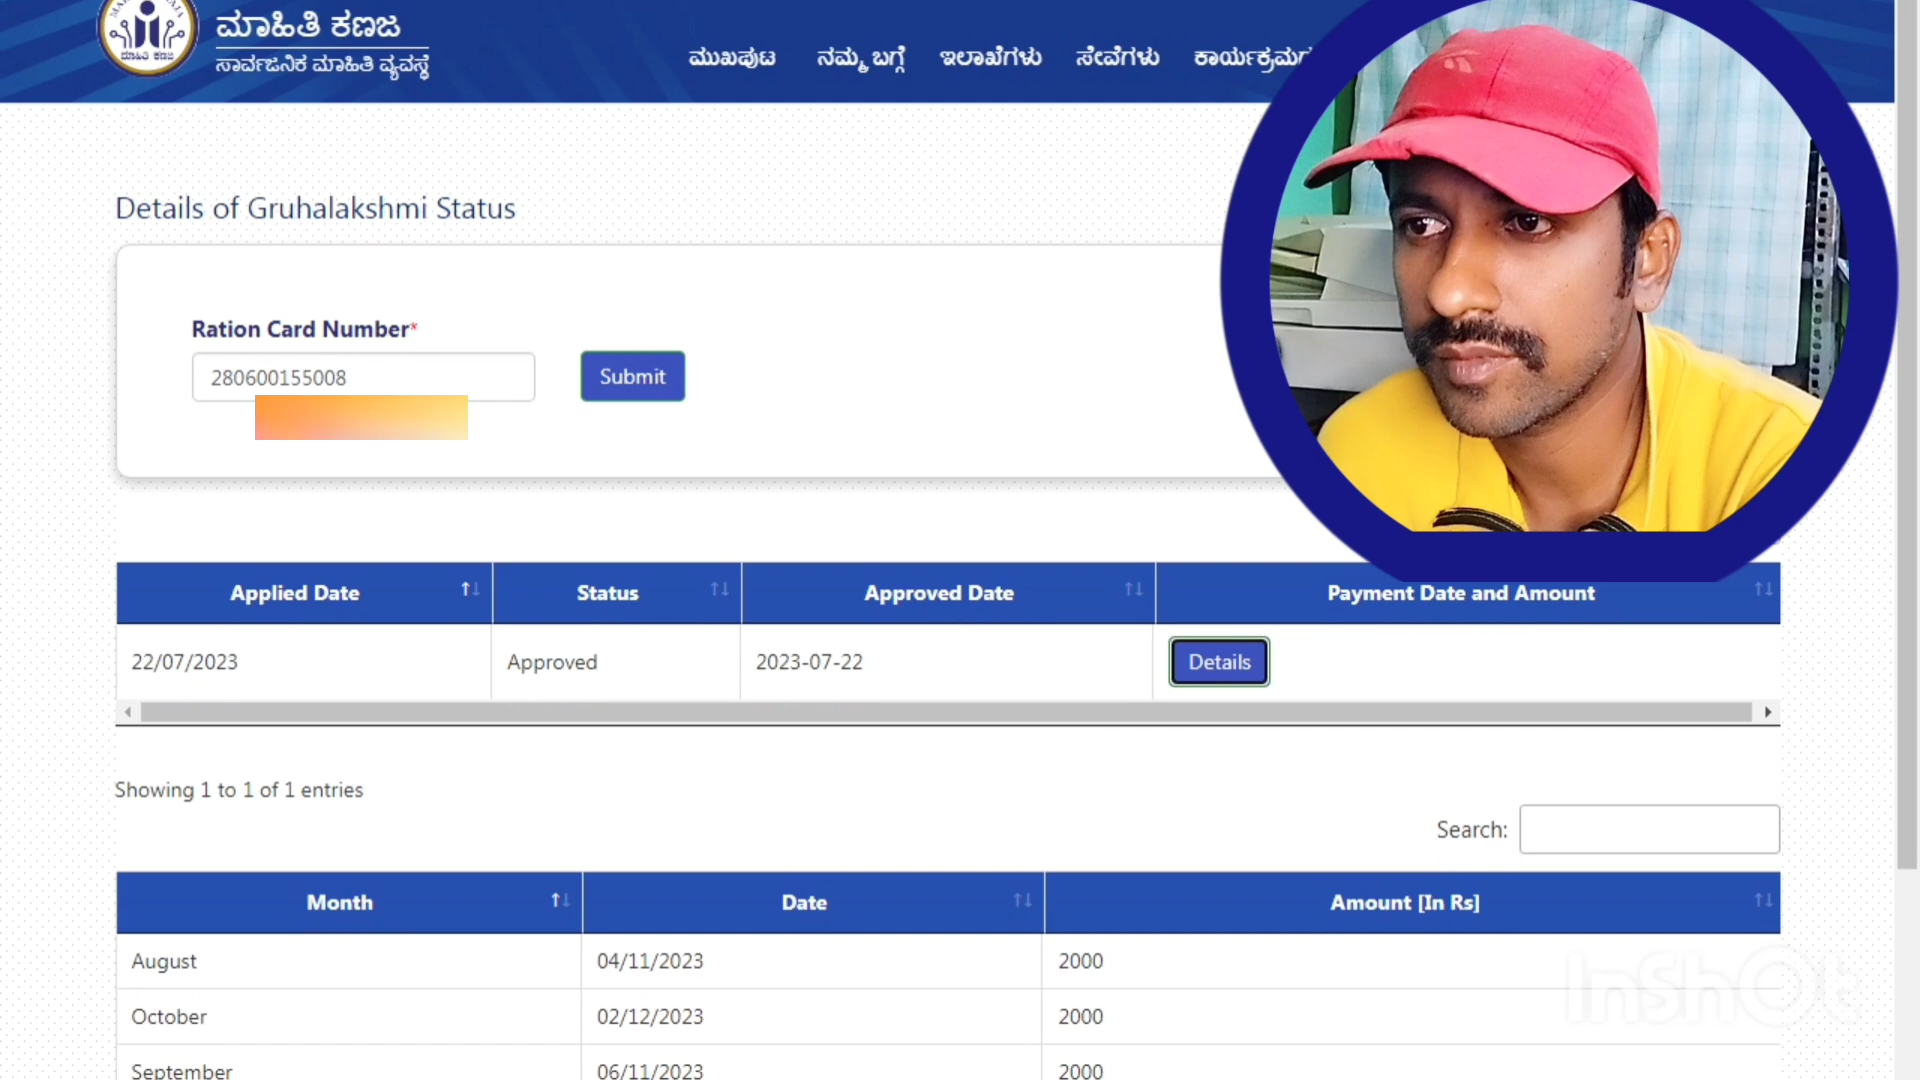 ಮಾಹಿತಿ ಕಣಜ
ಸಾರ್ವಜನಿಕ ಮಾಹಿತಿ ವ್ಯವಸ್ಥೆ
ಮಾಹಿತಿ ಕಣಜ
ಮುಖಪುಟ ನಮ್ಮ ಬಗ್ಗೆ ಇಲಾಖೆಗಳು ಸೇವೆಗಳು
Details of Gruhalakshmi Status
Ration Card Number*
280600155008 Submit
Applied Date Status Approved Date Payment Date and Amount
22/07/2023 Approved 2023-07-22 Details
Showing 1 to 1 of 1 entries
Search:
Month Date Amount [In Rs]
August 04/11/2023 2000
October 02/12/2023 2000
September 06/11/2023 2000
InShOt